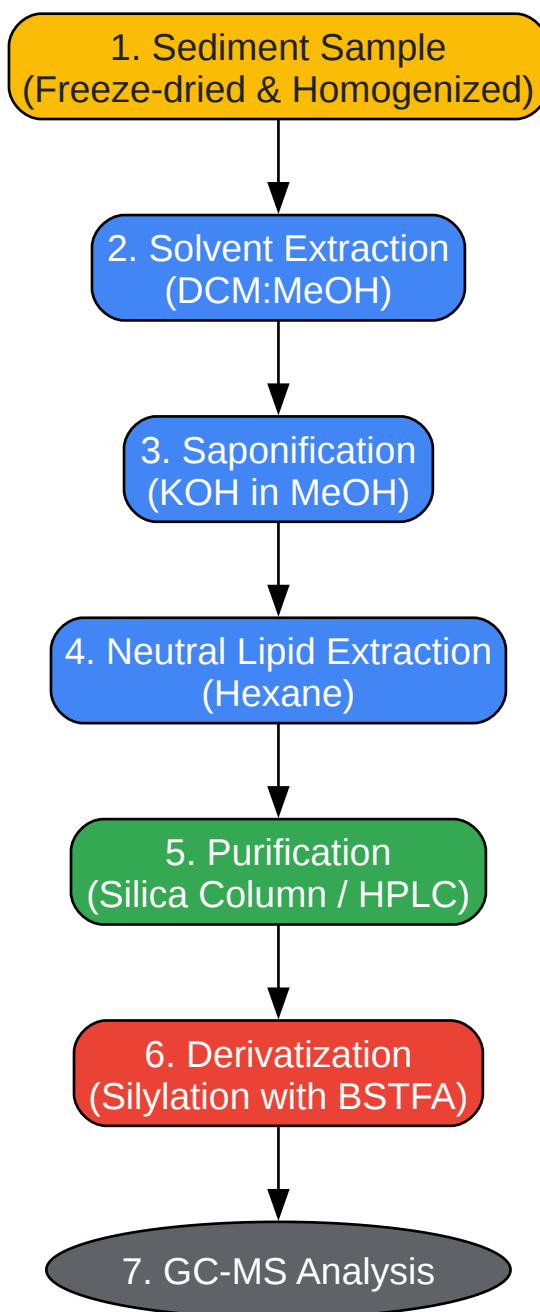 1. Sediment Sample
(Freeze-dried & Homogenized)
2. Solvent Extraction
(DCM:MeOH)
3. Saponification
(KOH in MeOH)
4. Neutral Lipid Extraction
(Hexane)
5. Purification
(Silica Column / HPLC)
6. Derivatization
(Silylation with BSTFA)
7. GC-MS Analysis